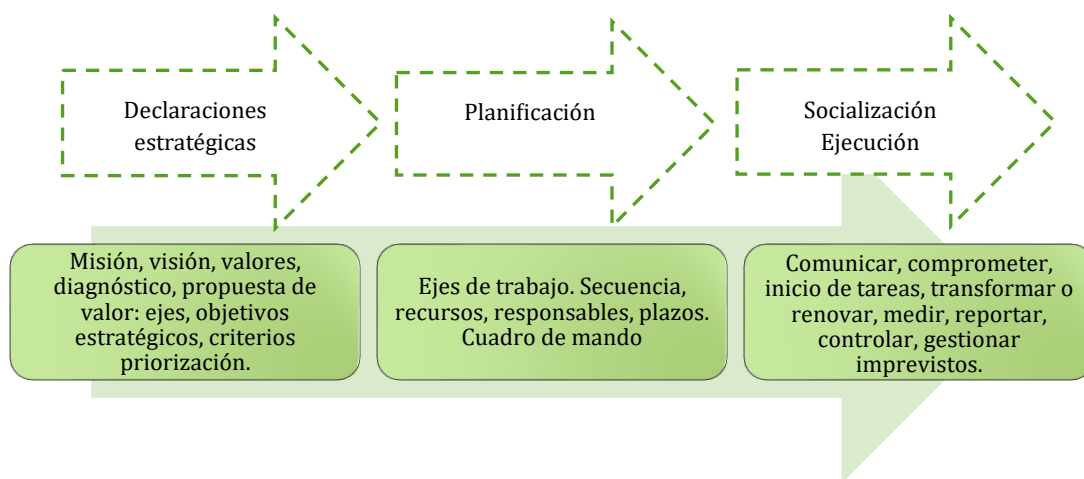 Declaraciones
estratégicas
Planificación
Socialización
Ejecución
Misión, visión, valores,
diagnóstico, propuesta de
valor: ejes, objetivos
estratégicos, criterios
priorización.
Ejes de trabajo. Secuencia,
recursos, responsables, plazos.
Cuadro de mando
Comunicar, comprometer,
inicio de tareas, transformar o
renovar, medir, reportar,
controlar, gestionar
imprevistos.